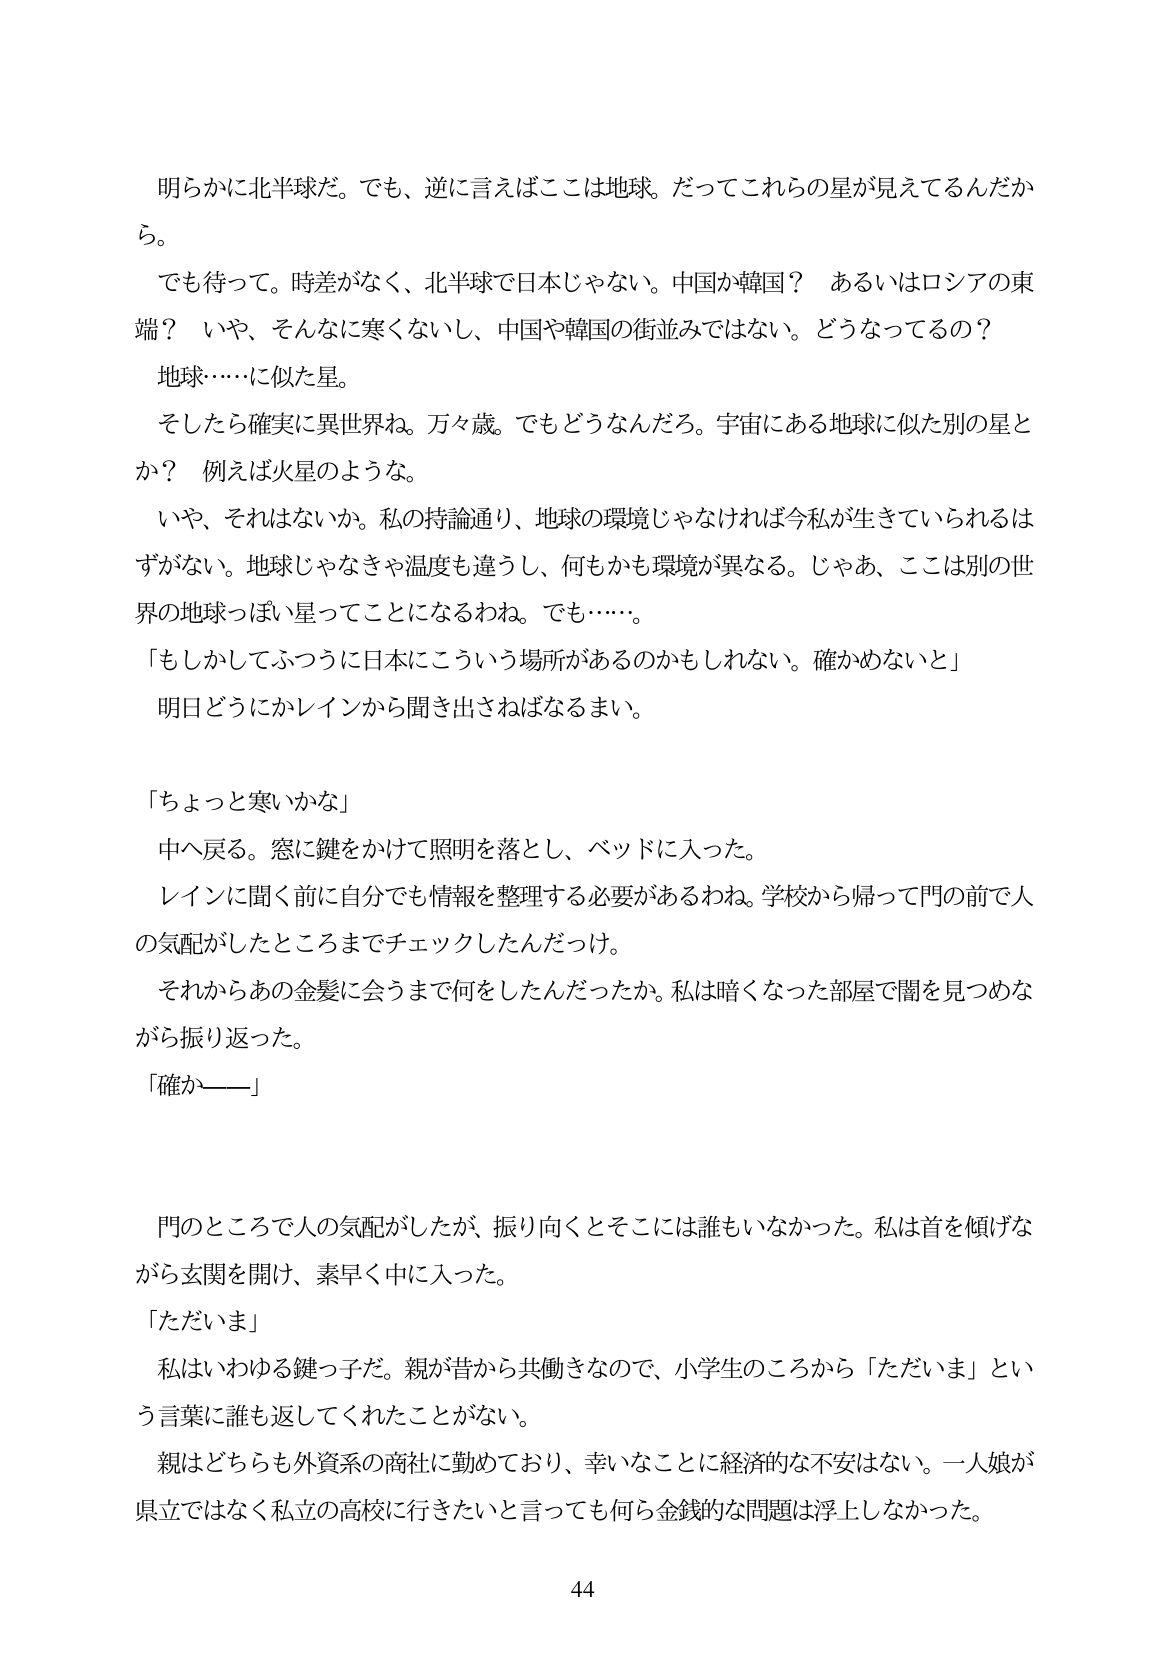 明らかに北半球だ。でも、逆に言えばここは地球。だってこれらの星が見えてるんだか
ら。
　でも待って。時差がなく、北半球で日本じゃない。中国か韓国？　あるいはロシアの東
端？　いや、そんなに寒くないし、中国や韓国の街並みではない。どうなってるの？
　地球……に似た星。
　そしたら確実に異世界ね。万々歳。でもどうなんだろ。宇宙にある地球に似た別の星と
か？　例えば火星のような。
　いや、それはないか。私の持論通り、地球の環境じゃなければ今私が生きていられるは
ずがない。地球じゃなきゃ温度も違うし、何もかも環境が異なる。じゃあ、ここは別の世
界の地球っぽい星ってことになるわね。でも……。
「もしかしてふつうに日本にこういう場所があるのかもしれない。確かめないと」
　明日どうにかレインから聞き出さねばなるまい。
「ちょっと寒いかな」
　中へ戻る。窓に鍵をかけて照明を落とし、ベッドに入った。
　レインに聞く前に自分でも情報を整理する必要があるわね。学校から帰って門の前で人
の気配がしたところまでチェックしたんだっけ。
　それからあの金髪に会うまで何をしたんだったか。私は暗くなった部屋で闇を見つめな
がら振り返った。
「確か――」
　門のところで人の気配がしたが、振り向くとそこには誰もいなかった。私は首を傾げな
がら玄関を開け、素早く中に入った。
「ただいま」
　私はいわゆる鍵っ子だ。親が昔から共働きなので、小学生のころから「ただいま」とい
う言葉に誰も返してくれたことがない。
　親はどちらも外資系の商社に勤めており、幸いなことに経済的な不安はない。一人娘が
県立ではなく私立の高校に行きたいと言っても何ら金銭的な問題は浮上しなかった。
44